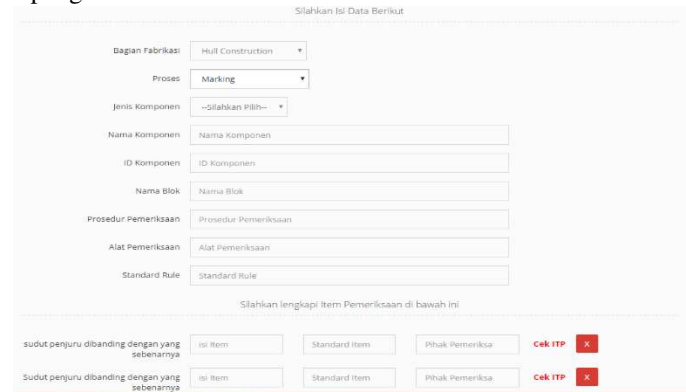 Silahkan Isi Data Berikut
Bagian Fabrikasi Hull Construction
Proses Marking
Jenis Komponen --Silahkan Pilih--
Nama Komponen Nama Komponen
ID Komponen ID Komponen
Nama Blok Nama Blok
Prosedur Pemeriksaan Prosedur Pemeriksaan
Alat Pemeriksaan Alat Pemeriksaan
Standard Rule Standard Rule
Silahkan lengkapi Item Pemeriksaan di bawah ini
sudut penjuru dibanding dengan yang sebenarnya isi Item Standard Item Pihak Pemeriksa Cek ITP X
Sudut penjuru dibanding dengan yang sebenarnya isi Item Standard Item Pihak Pemeriksa Cek ITP X